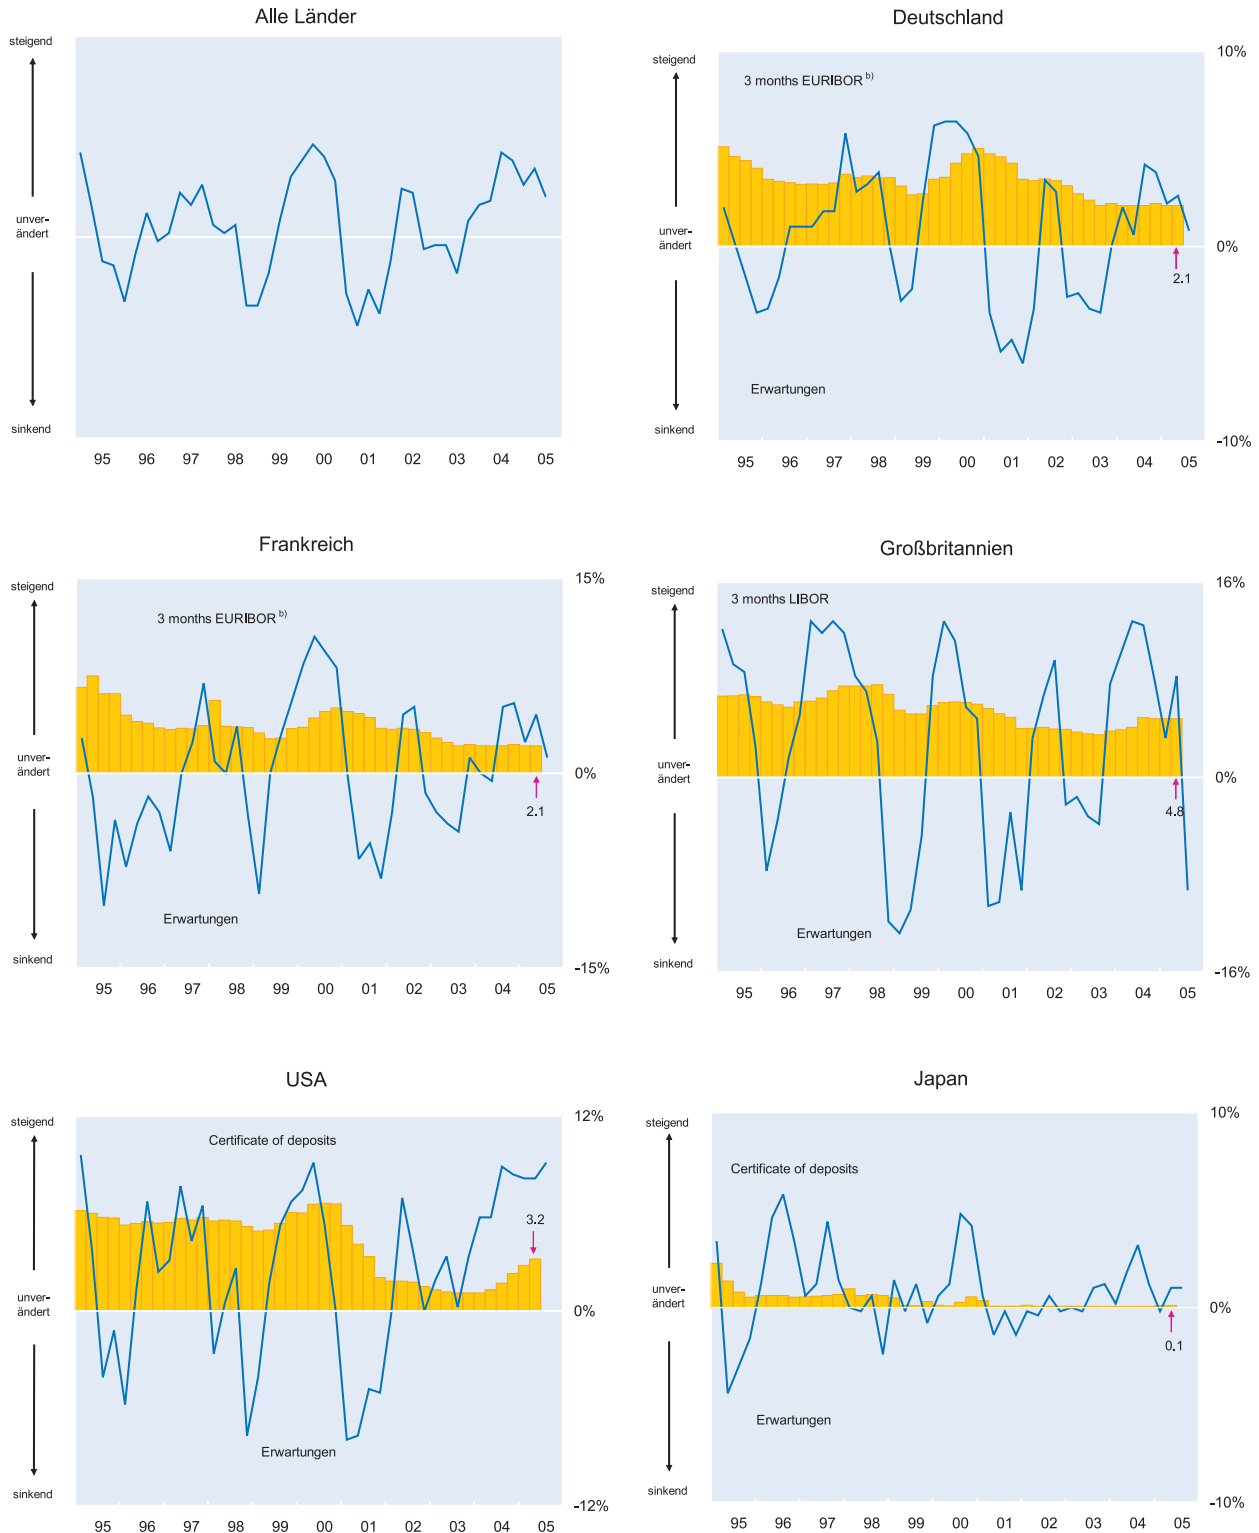 Alle Länder
steigend
unver-
ändert
sinkend
95 96 97 98 99 00 01 02 03 04 05
Deutschland
10%
steigend
3 months EURIBOR b)
unver-
ändert
0%
2.1
Erwartungen
sinkend
-10%
95 96 97 98 99 00 01 02 03 04 05
Frankreich
15%
steigend
3 months EURIBOR b)
unver-
ändert
0%
2.1
Erwartungen
sinkend
-15%
95 96 97 98 99 00 01 02 03 04 05
Großbritannien
16%
steigend
3 months LIBOR
unver-
ändert
0%
4.8
Erwartungen
sinkend
-16%
95 96 97 98 99 00 01 02 03 04 05
USA
12%
steigend
Certificate of deposits
3.2
unver-
ändert
0%
Erwartungen
sinkend
-12%
95 96 97 98 99 00 01 02 03 04 05
Japan
10%
steigend
Certificate of deposits
unver-
ändert
0%
0.1
Erwartungen
sinkend
-10%
95 96 97 98 99 00 01 02 03 04 05